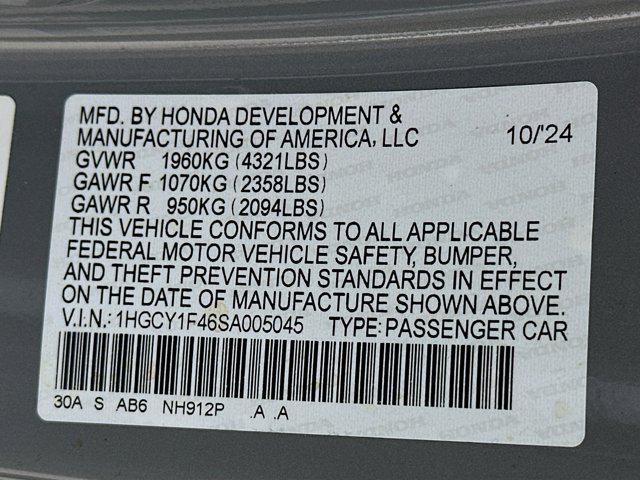 MFD. BY HONDA DEVELOPMENT &
MANUFACTURING OF AMERICA, LLC 10/'24
GVWR 1960KG (4321LBS)
GAWR F 1070KG (2358LBS)
GAWR R 950KG (2094LBS)
THIS VEHICLE CONFORMS TO ALL APPLICABLE
FEDERAL MOTOR VEHICLE SAFETY, BUMPER,
AND THEFT PREVENTION STANDARDS IN EFFECT
ON THE DATE OF MANUFACTURE SHOWN ABOVE.
V.I.N.: 1HGCY1F46SA005045 TYPE: PASSENGER CAR
30A S AB6 NH912P .A .A